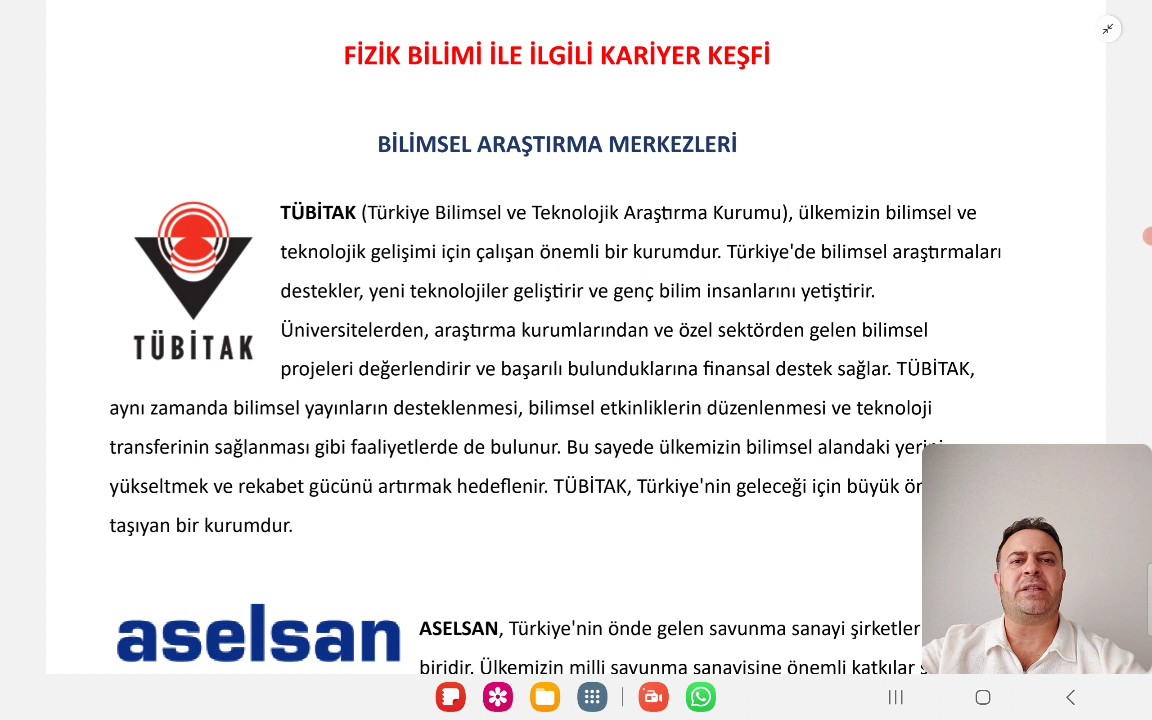 FİZİK BİLİMİ İLE İLGİLİ KARİYER KEŞFİ
BİLİMSEL ARAŞTIRMA MERKEZLERİ
TÜBİTAK (Türkiye Bilimsel ve Teknolojik Araştırma Kurumu), ülkemizin bilimsel ve
teknolojik gelişimi için çalışan önemli bir kurumdur. Türkiye'de bilimsel araştırmaları
destekler, yeni teknolojiler geliştirir ve genç bilim insanlarını yetiştirir.
Üniversitelerden, araştırma kurumlarından ve özel sektörden gelen bilimsel
TÜBİTAK
projeleri değerlendirir ve başarılı bulunduklarına finansal destek sağlar. TÜBİTAK,
aynı zamanda bilimsel yayınların desteklenmesi, bilimsel etkinliklerin düzenlenmesi ve teknoloji
transferinin sağlanması gibi faaliyetlerde de bulunur. Bu sayede ülkemizin bilimsel alandaki yerini
yükseltmek ve rekabet gücünü artırmak hedeflenir. TÜBİTAK, Türkiye'nin geleceği için büyük
taşıyan bir kurumdur.
aselsan
ASELSAN, Türkiye'nin önde gelen savunma sanayi şirketler
biridir. Ülkemizin milli savunma sanayisine önemli katkılar